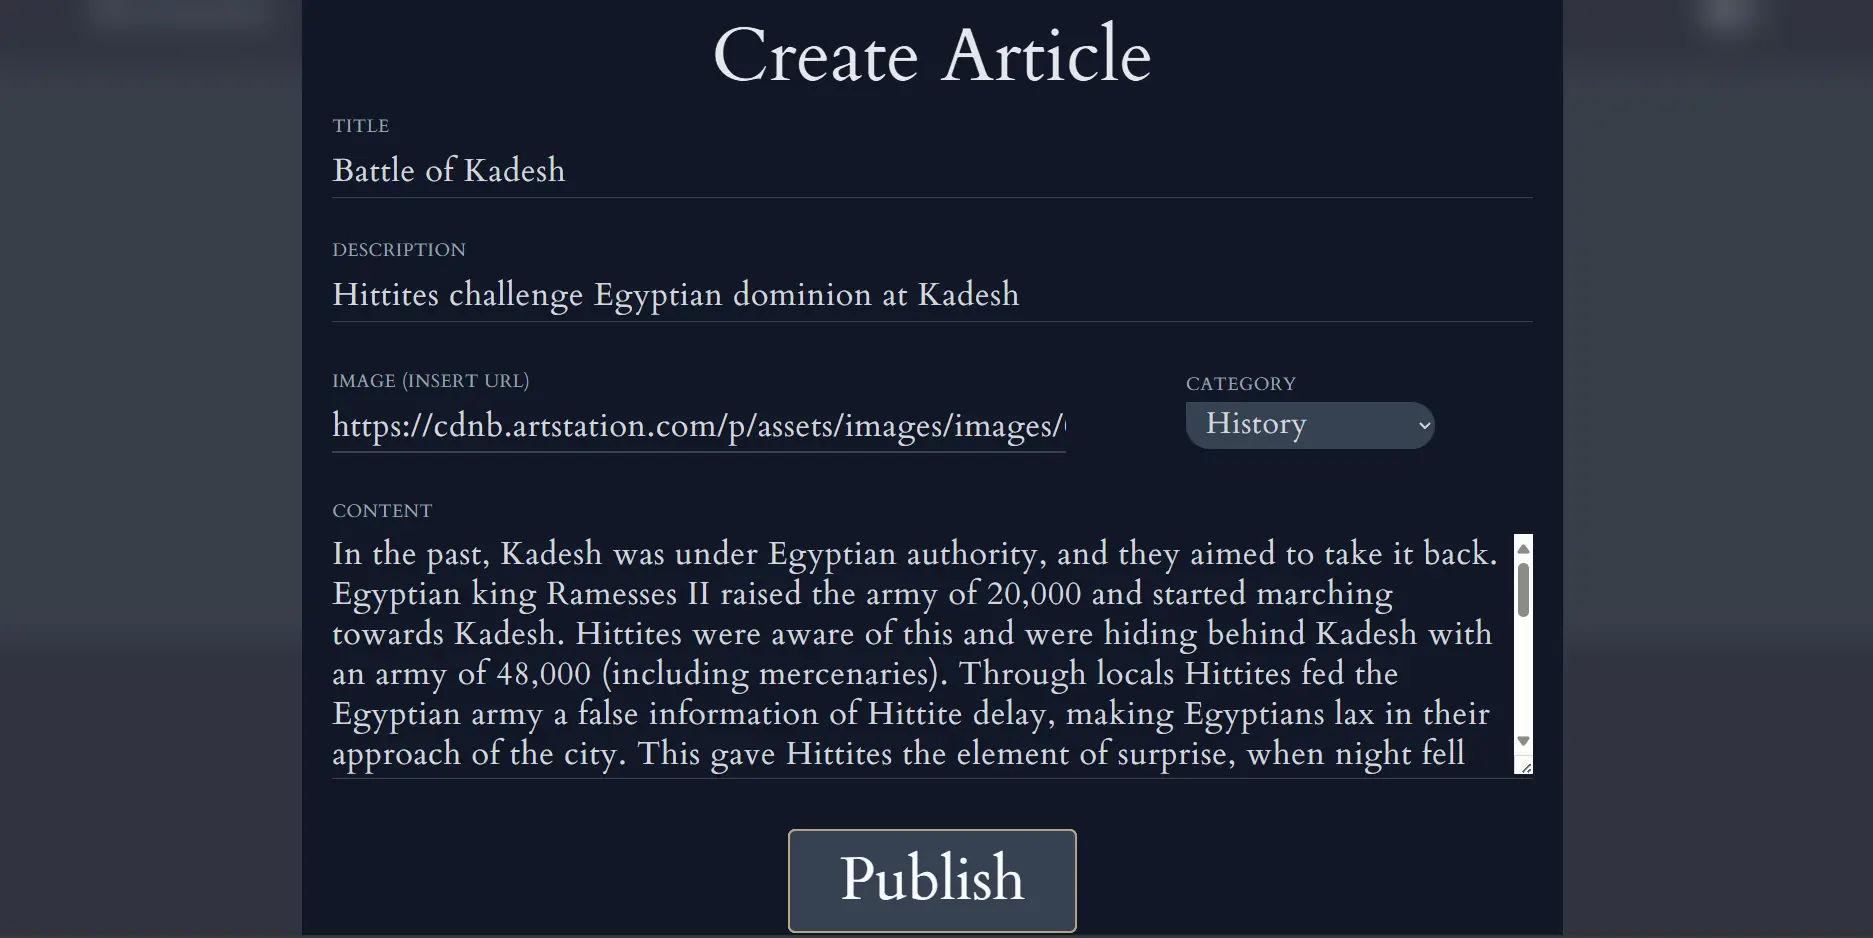 Create Article
TITLE
Battle of Kadesh
DESCRIPTION
Hittites challenge Egyptian dominion at Kadesh
IMAGE (INSERT URL)
https://cdnb.artstation.com/p/assets/images/images/
CATEGORY
History
CONTENT
In the past, Kadesh was under Egyptian authority, and they aimed to take it back.
Egyptian king Ramesses II raised the army of 20,000 and started marching
towards Kadesh. Hittites were aware of this and were hiding behind Kadesh with
an army of 48,000 (including mercenaries). Through locals Hittites fed the
Egyptian army a false information of Hittite delay, making Egyptians lax in their
approach of the city. This gave Hittites the element of surprise, when night fell
Publish